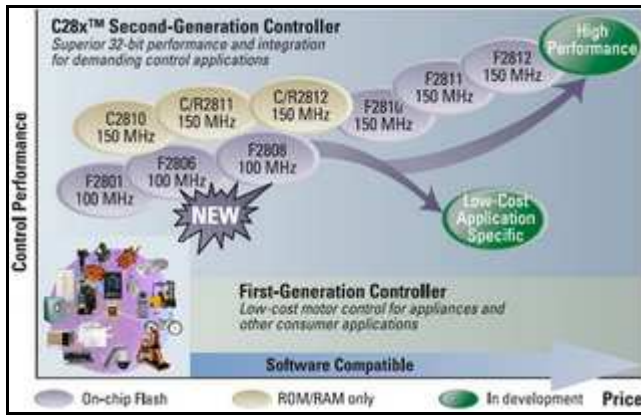 C28x™ Second-Generation Controller
Superior 32-bit performance and integration
for demanding control applications
High
Performance
F2812
150 MHz
F2811
150 MHz
F2810
150 MHz
C/R2812
150 MHz
C/R2811
150 MHz
C2810
150 MHz
F2808
100 MHz
F2806
100 MHz
F2801
100 MHz
NEW
Low-Cost
Application
Specific
Control Performance
First-Generation Controller
Low-cost motor control for appliances and
other consumer applications
Software Compatible
On-chip Flash
ROM/RAM only
In development
Price